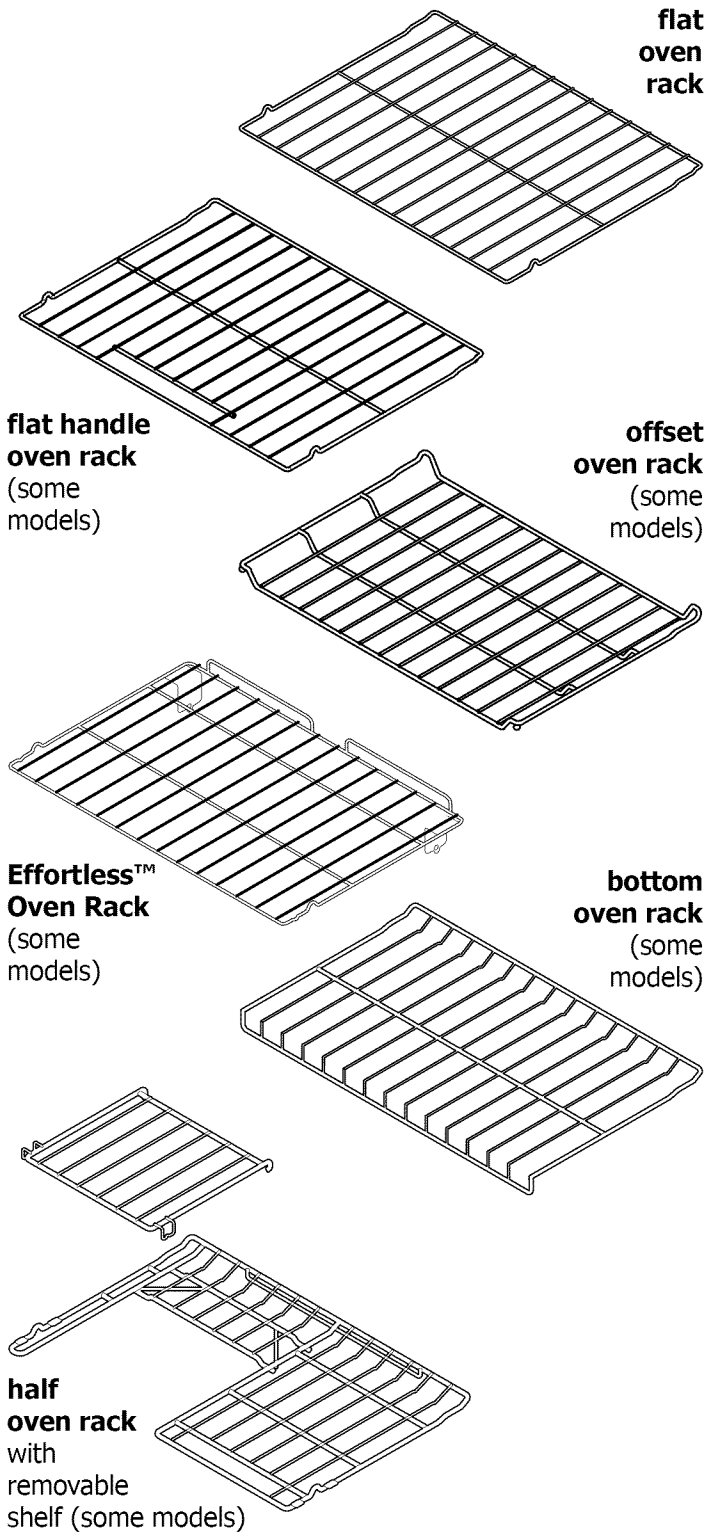 flat
oven
rack
flat handle
oven rack
(some
models)
offset
oven rack
(some
models)
Effortless™
Oven Rack
(some
models)
bottom
oven rack
(some
models)
half
oven rack
with
removable
shelf (some models)